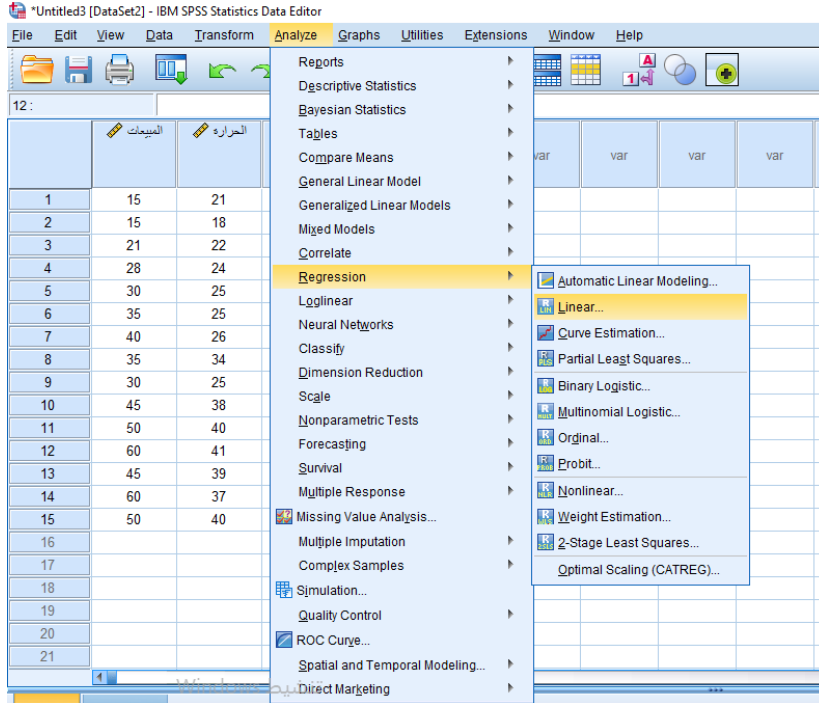 *Untitled3 [DataSet2] - IBM SPSS Statistics Data Editor
File Edit View Data Transform Analyze Graphs Utilities Extensions Window Help
12 :
المبيعات الحرارة var var var var
1 15 21
2 15 18
3 21 22
4 28 24
5 30 25
6 35 25
7 40 26
8 35 34
9 30 25
10 45 38
11 50 40
12 60 41
13 45 39
14 60 37
15 50 40
16
17
18
19
20
21
Reports
Descriptive Statistics
Bayesian Statistics
Tables
Compare Means
General Linear Model
Generalized Linear Models
Mixed Models
Correlate
Regression
Loglinear
Neural Networks
Classify
Dimension Reduction
Scale
Nonparametric Tests
Forecasting
Survival
Multiple Response
Missing Value Analysis...
Multiple Imputation
Complex Samples
Simulation...
Quality Control
ROC Curve...
Spatial and Temporal Modeling...
Direct Marketing
Automatic Linear Modeling...
Linear...
Curve Estimation...
Partial Least Squares...
Binary Logistic...
Multinomial Logistic...
Ordinal...
Probit...
Nonlinear...
Weight Estimation...
2-Stage Least Squares...
Optimal Scaling (CATREG)...
تنشيط Windows